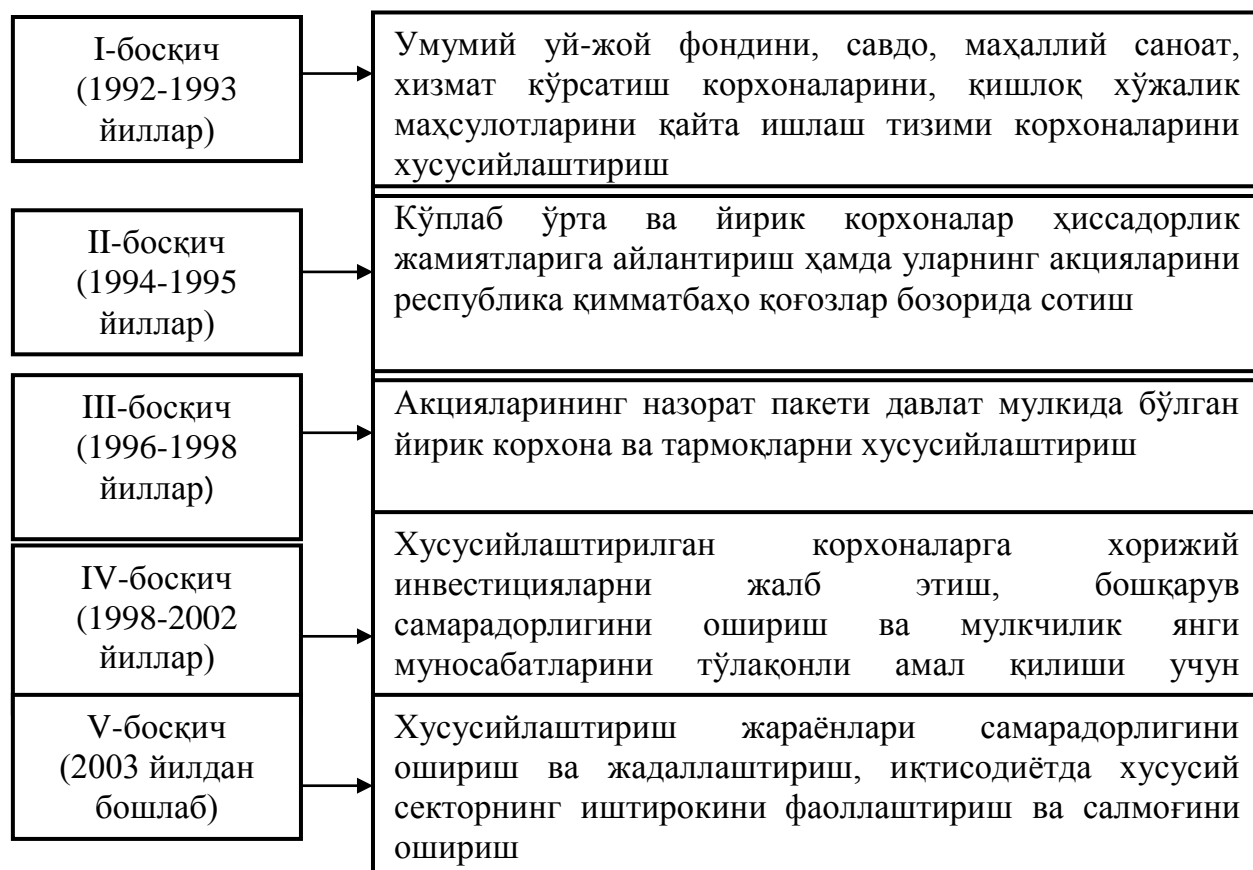 I-босқич
(1992-1993
йиллар)
Умумий уй-жой фондини, савдо, маҳаллий саноат,
хизмат кўрсатиш корхоналарини, қишлоқ хўжалик
маҳсулотларини қайта ишлаш тизими корхоналарини
хусусийлаштириш
II-босқич
(1994-1995
йиллар)
Кўплаб ўрта ва йирик корхоналар ҳиссадорлик
жамиятларига айлантириш ҳамда уларнинг акцияларини
республика қимматбаҳо қоғозлар бозорида сотиш
III-босқич
(1996-1998
йиллар)
Акцияларининг назорат пакети давлат мулкида бўлган
йирик корхона ва тармоқларни хусусийлаштириш
IV-босқич
(1998-2002
йиллар)
Хусусийлаштирилган корхоналарга хорижий
инвестицияларни жалб этиш, бошқарув
самарадорлигини ошириш ва мулкчилик янги
муносабатларини тўлақонли амал қилиши учун
V-босқич
(2003 йилдан
бошлаб)
Хусусийлаштириш жараёнлари самарадорлигини
ошириш ва жадаллаштириш, иқтисодиётда хусусий
секторнинг иштирокини фаоллаштириш ва салмоғини
ошириш